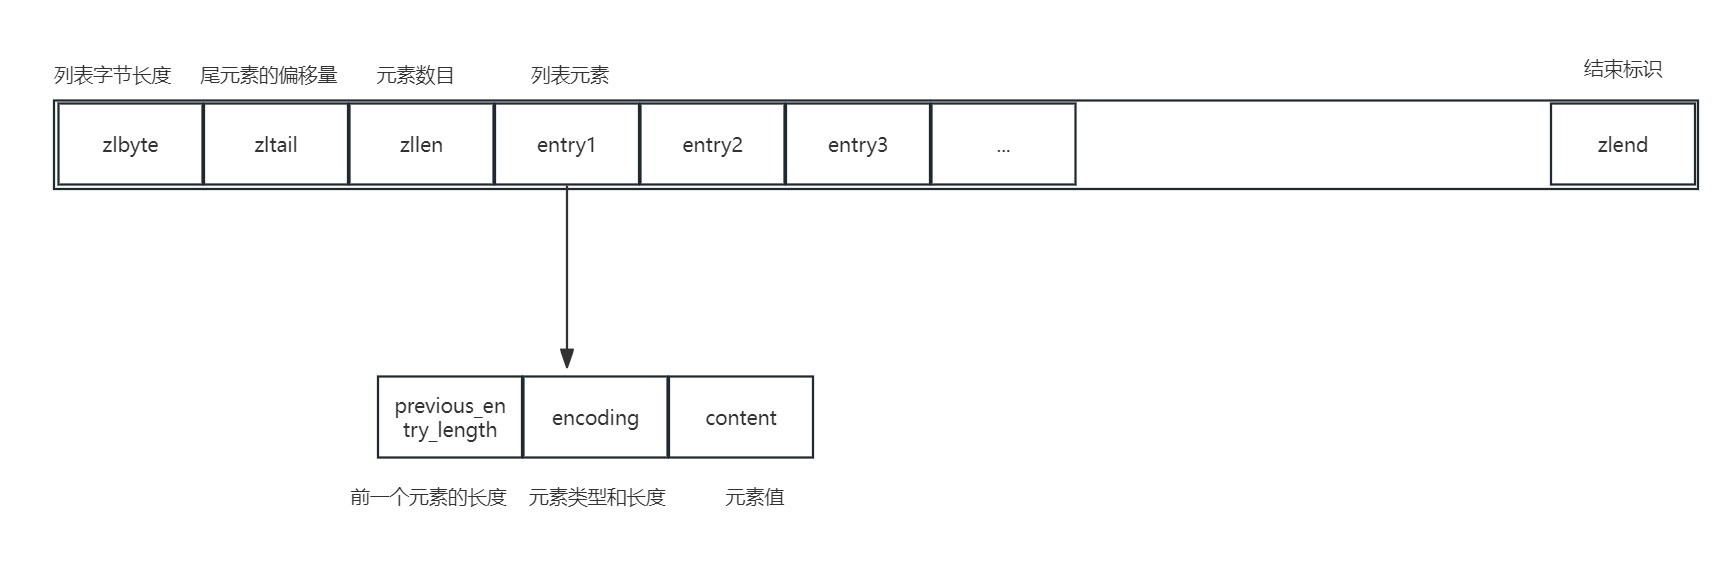 列表字节长度 尾元素的偏移量 元素数目 列表元素 结束标识
zlbyte zltail zllen entry1 entry2 entry3 ... zlend
previous_en
try_length
encoding
content
前一个元素的长度 元素类型和长度 元素值